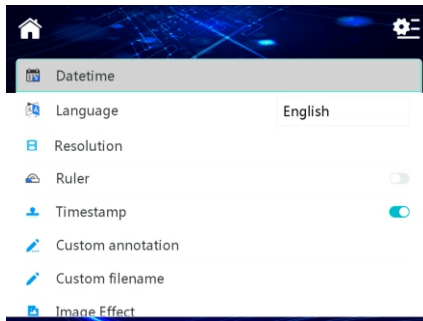 Datetime
Language English
Resolution
Ruler
Timestamp
Custom annotation
Custom filename
Image Effect